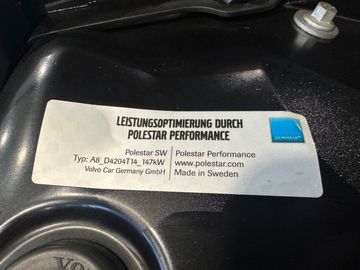 LEISTUNGSOPTIMIERUNG DURCH
POLESTAR PERFORMANCE
Polestar SW
Typ: A8_D4204T14_147kW
Volvo Car Germany GmbH
Polestar Performance
www.polestar.com
Made in Sweden